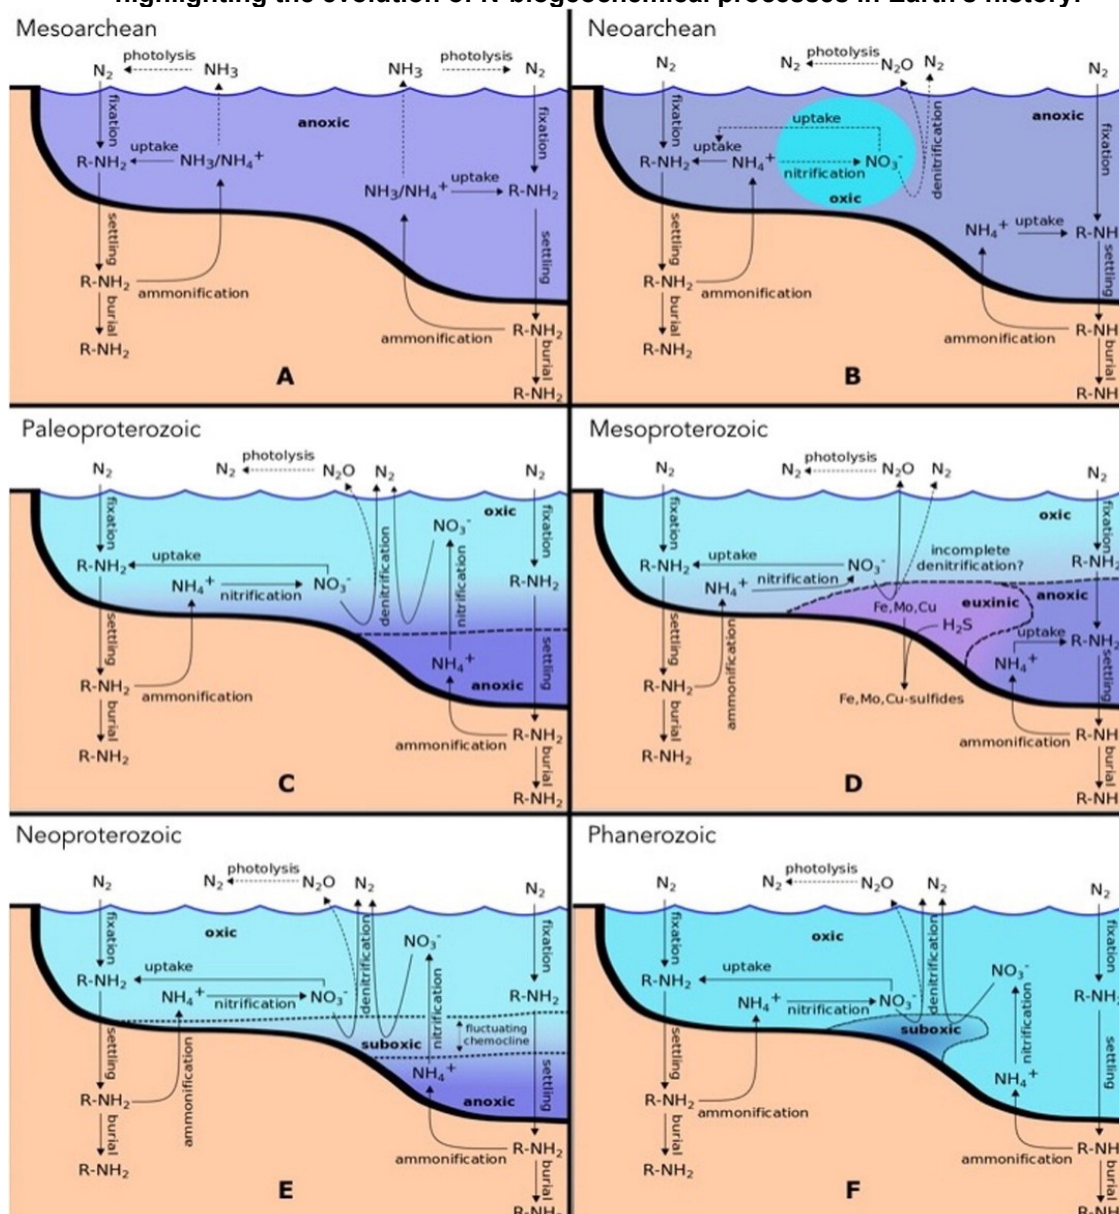 highlighting the evolution of N-biogeochemical processes in Earth's history.
Mesoarchean
N₂
photolysis
NH3
NH3
photolysis
N₂
fixation
anoxic
fixation
R-NH₂
uptake
NH3/NH₄⁺
NH3/NH₄⁺
uptake
R-NH₂
settling
settling
R-NH₂
ammonification
burial
R-NH₂
ammonification
R-NH₂
burial
R-NH₂
A
Neoarchean
N₂
N₂
photolysis
N₂O
N₂
N₂
fixation
uptake
denitrification
anoxic
fixation
R-NH₂
uptake
NH₄⁺
nitrification
NO₃⁻
oxic
settling
NH₄⁺
uptake
R-NH
settling
R-NH₂
ammonification
burial
R-NH₂
ammonification
R-NH
burial
R-NH
B
Paleoproterozoic
N₂
N₂
photolysis
N₂O
N₂
N₂
fixation
oxic
NO₃⁻
fixation
uptake
R-NH₂
NH₄⁺
nitrification
NO₃⁻
denitrification
nitrification
R-NH₂
settling
NH₄⁺
anoxic
settling
R-NH₂
ammonification
burial
R-NH₂
ammonification
R-NH₂
burial
R-NH₂
C
Mesoproterozoic
N₂
N₂
photolysis
N₂O
N₂
N₂
fixation
oxic
fixation
R-NH₂
uptake
NO₃⁻
incomplete
denitrification?
R-NH₂
NH₄⁺
nitrification
Fe,Mo,Cu
euxinic
anoxic
H₂S
settling
uptake
R-NH₂
NH₄⁺
settling
R-NH₂
ammonification
Fe,Mo,Cu-sulfides
burial
R-NH₂
ammonification
R-NH
burial
R-NH
D
Neoproterozoic
N₂
N₂
photolysis
N₂O
N₂
N₂
fixation
oxic
denitrification
NO₃⁻
fixation
R-NH₂
uptake
NH₄⁺
nitrification
NO₃⁻
nitrification
R-NH₂
fluctuating
chemocline
suboxic
settling
NH₄⁺
anoxic
settling
R-NH₂
ammonification
burial
R-NH₂
ammonification
R-NH₂
burial
R-NH₂
E
Phanerozoic
N₂
N₂
photolysis
N₂O
N₂
N₂
fixation
oxic
denitrification
NO₃⁻
fixation
R-NH₂
uptake
NH₄⁺
nitrification
NO₃⁻
nitrification
R-NH₂
suboxic
settling
NH₄⁺
settling
R-NH₂
ammonification
burial
R-NH₂
ammonification
R-NH
burial
R-NH
F